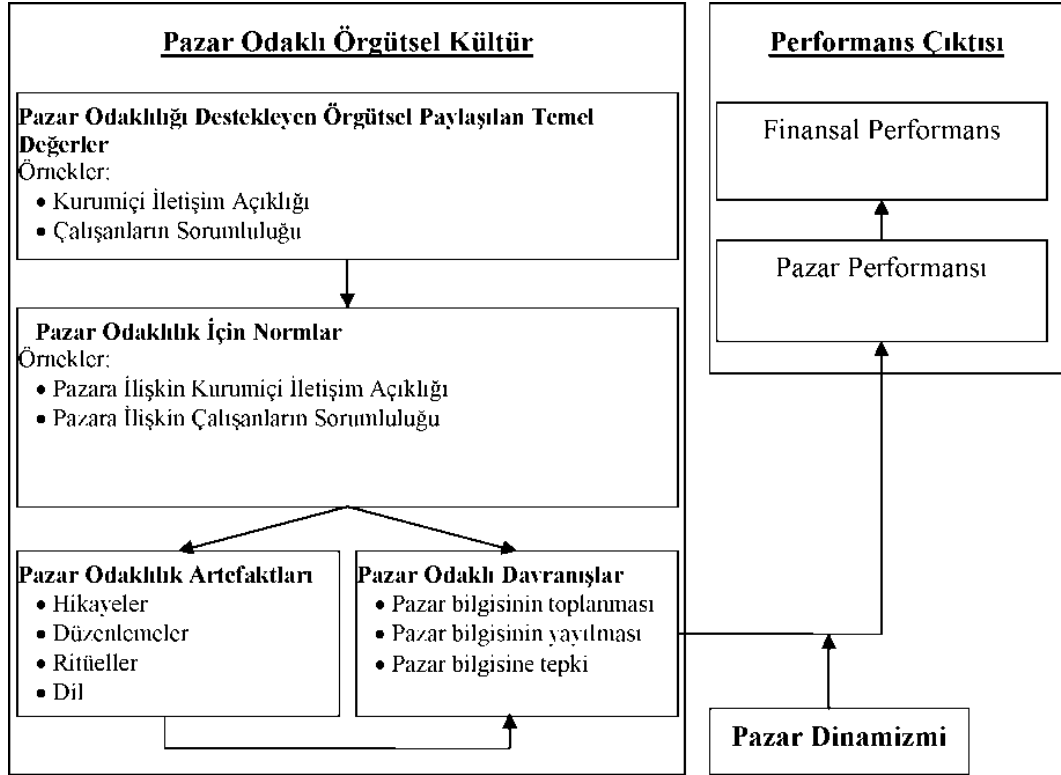 Pazar Odaklı Örgütsel Kültür
Pazar Odaklılığı Destekleyen Örgütsel Paylaşılan Temel
Değerler
Örnekler:
• Kurumiçi İletişim Açıklığı
• Çalışanların Sorumluluğu
Pazar Odaklılık İçin Normlar
Örnekler:
• Pazara İlişkin Kurumiçi İletişim Açıklığı
• Pazara İlişkin Çalışanların Sorumluluğu
Pazar Odaklılık Artefaktları
• Hikayeler
• Düzenlemeler
• Ritüeller
• Dil
Pazar Odaklı Davranışlar
• Pazar bilgisinin toplanması
• Pazar bilgisinin yayılması
• Pazar bilgisine tepki
Performans Çıktısı
Finansal Performans
Pazar Performansı
Pazar Dinamizmi